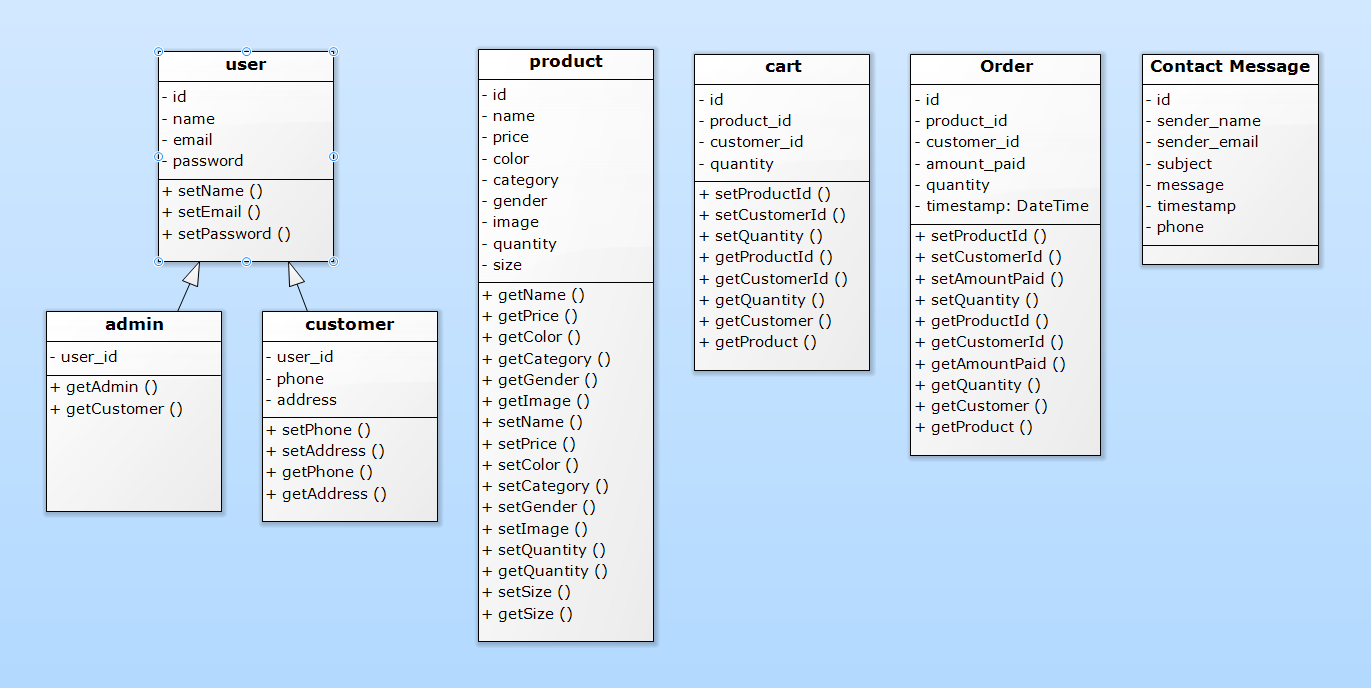 user
- id
- name
- email
- password
+ setName ()
+ setEmail ()
+ setPassword ()
admin
- user_id
+ getAdmin ()
+ getCustomer ()
customer
- user_id
- phone
- address
+ setPhone ()
+ setAddress ()
+ getPhone ()
+ getAddress ()
product
- id
- name
- price
- color
- category
- gender
- image
- quantity
- size
+ getName ()
+ getPrice ()
+ getColor ()
+ getCategory ()
+ getGender ()
+ getImage ()
+ setName ()
+ setPrice ()
+ setColor ()
+ setCategory ()
+ setGender ()
+ setImage ()
+ setQuantity ()
+ getQuantity ()
+ setSize ()
+ getSize ()
cart
- id
- product_id
- customer_id
- quantity
+ setProductId ()
+ setCustomerId ()
+ setQuantity ()
+ getProductId ()
+ getCustomerId ()
+ getQuantity ()
+ getCustomer ()
+ getProduct ()
Order
- id
- product_id
- customer_id
- amount_paid
- quantity
- timestamp: DateTime
+ setProductId ()
+ setCustomerId ()
+ setAmountPaid ()
+ setQuantity ()
+ getProductId ()
+ getCustomerId ()
+ getAmountPaid ()
+ getQuantity ()
+ getCustomer ()
+ getProduct ()
Contact Message
- id
- sender_name
- sender_email
- subject
- message
- timestamp
- phone